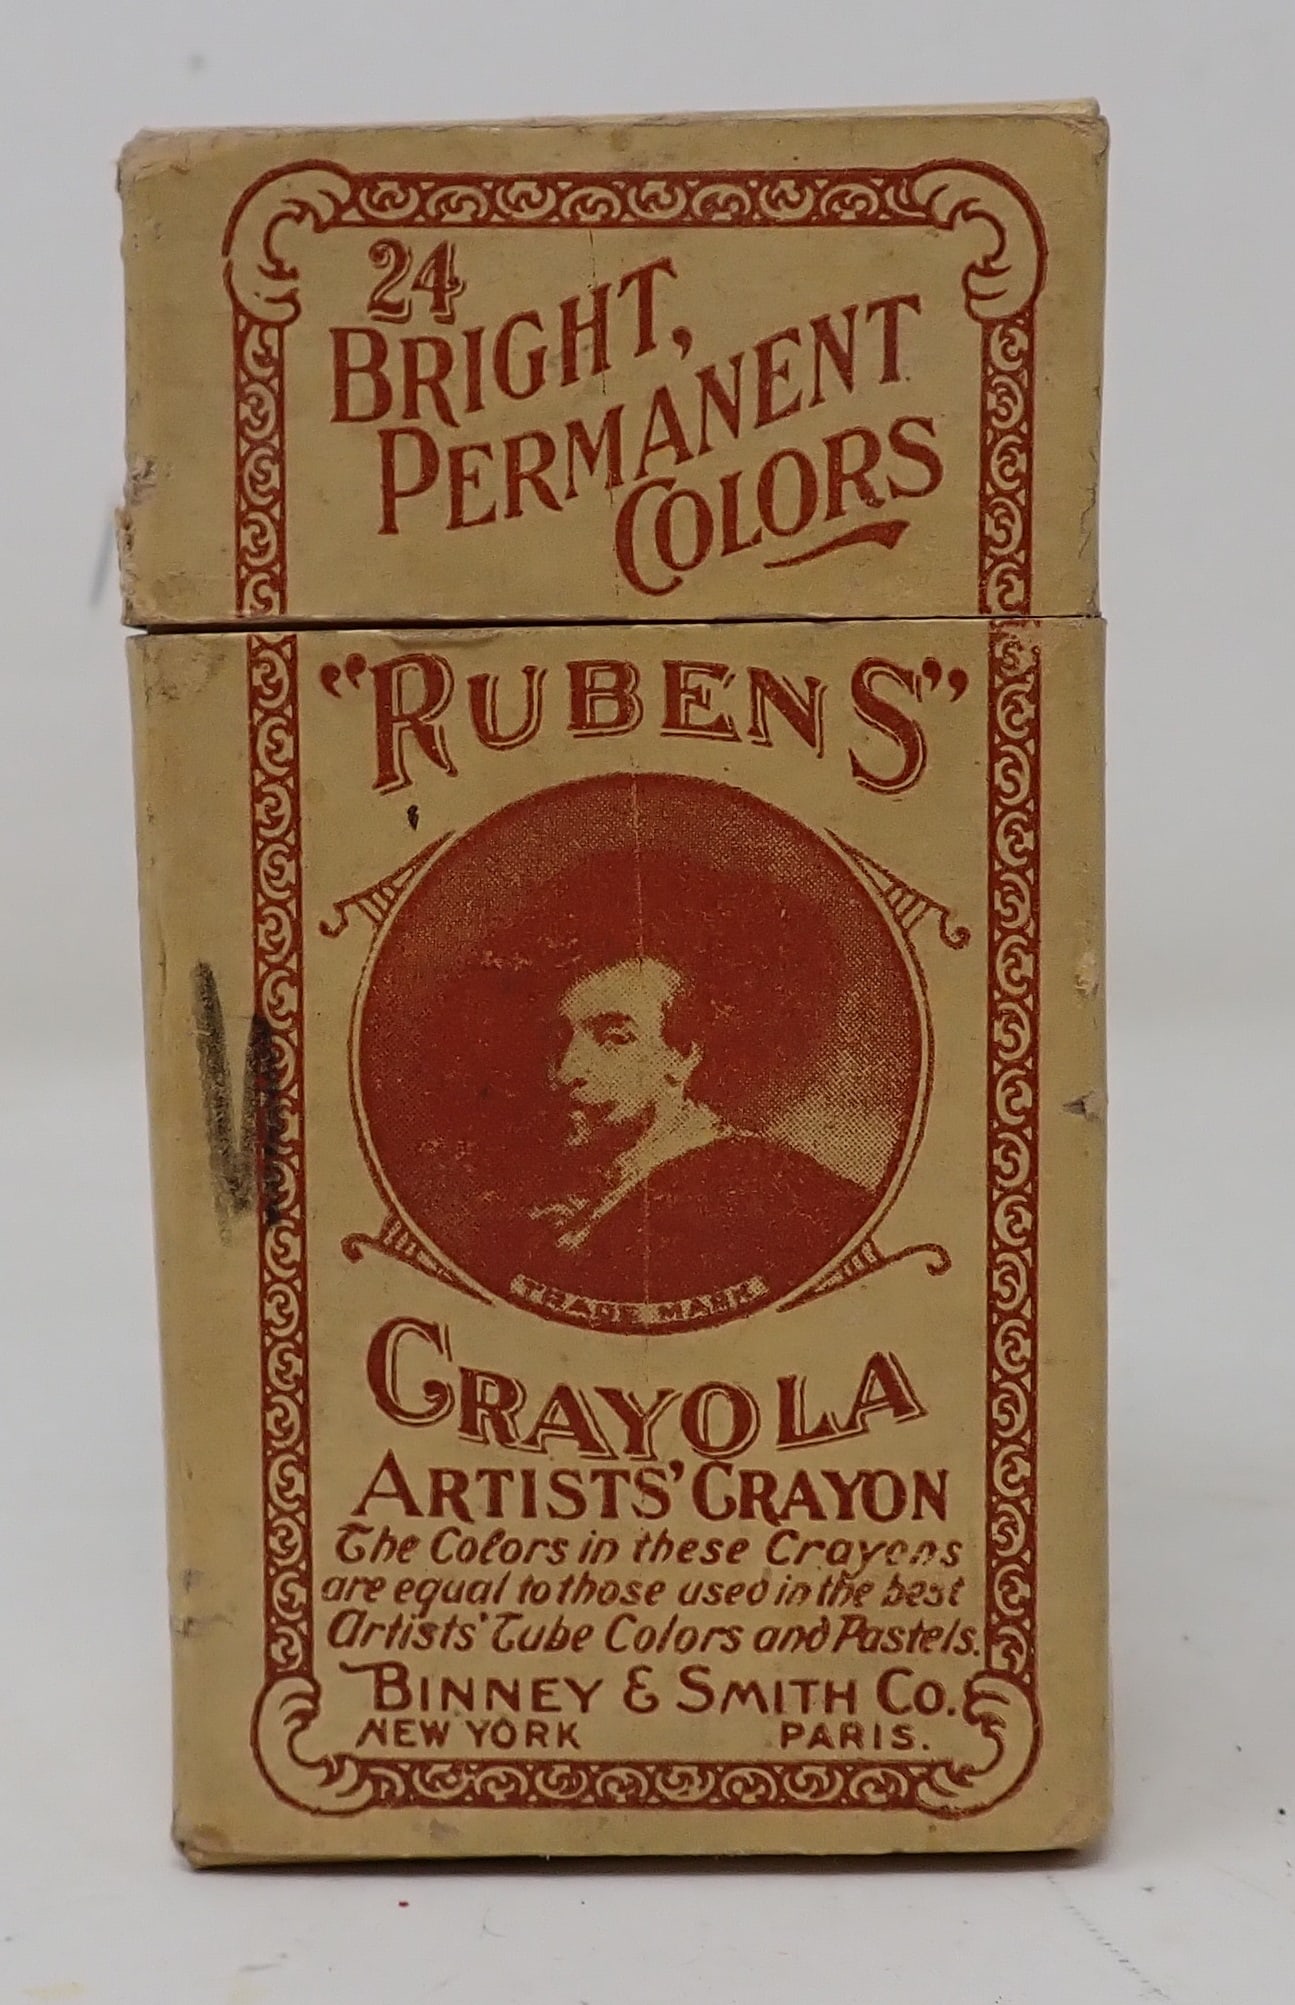 24
BRIGHT,
PERMANENT
COLORS
"RUBENS"
TRADE MARK
CRAYOLA
ARTISTS' CRAYON
The Colors in these Crayons
are equal to those used in the best
Artists' Tube Colors and Pastels.
BINNEY & SMITH CO.
NEW YORK PARIS.